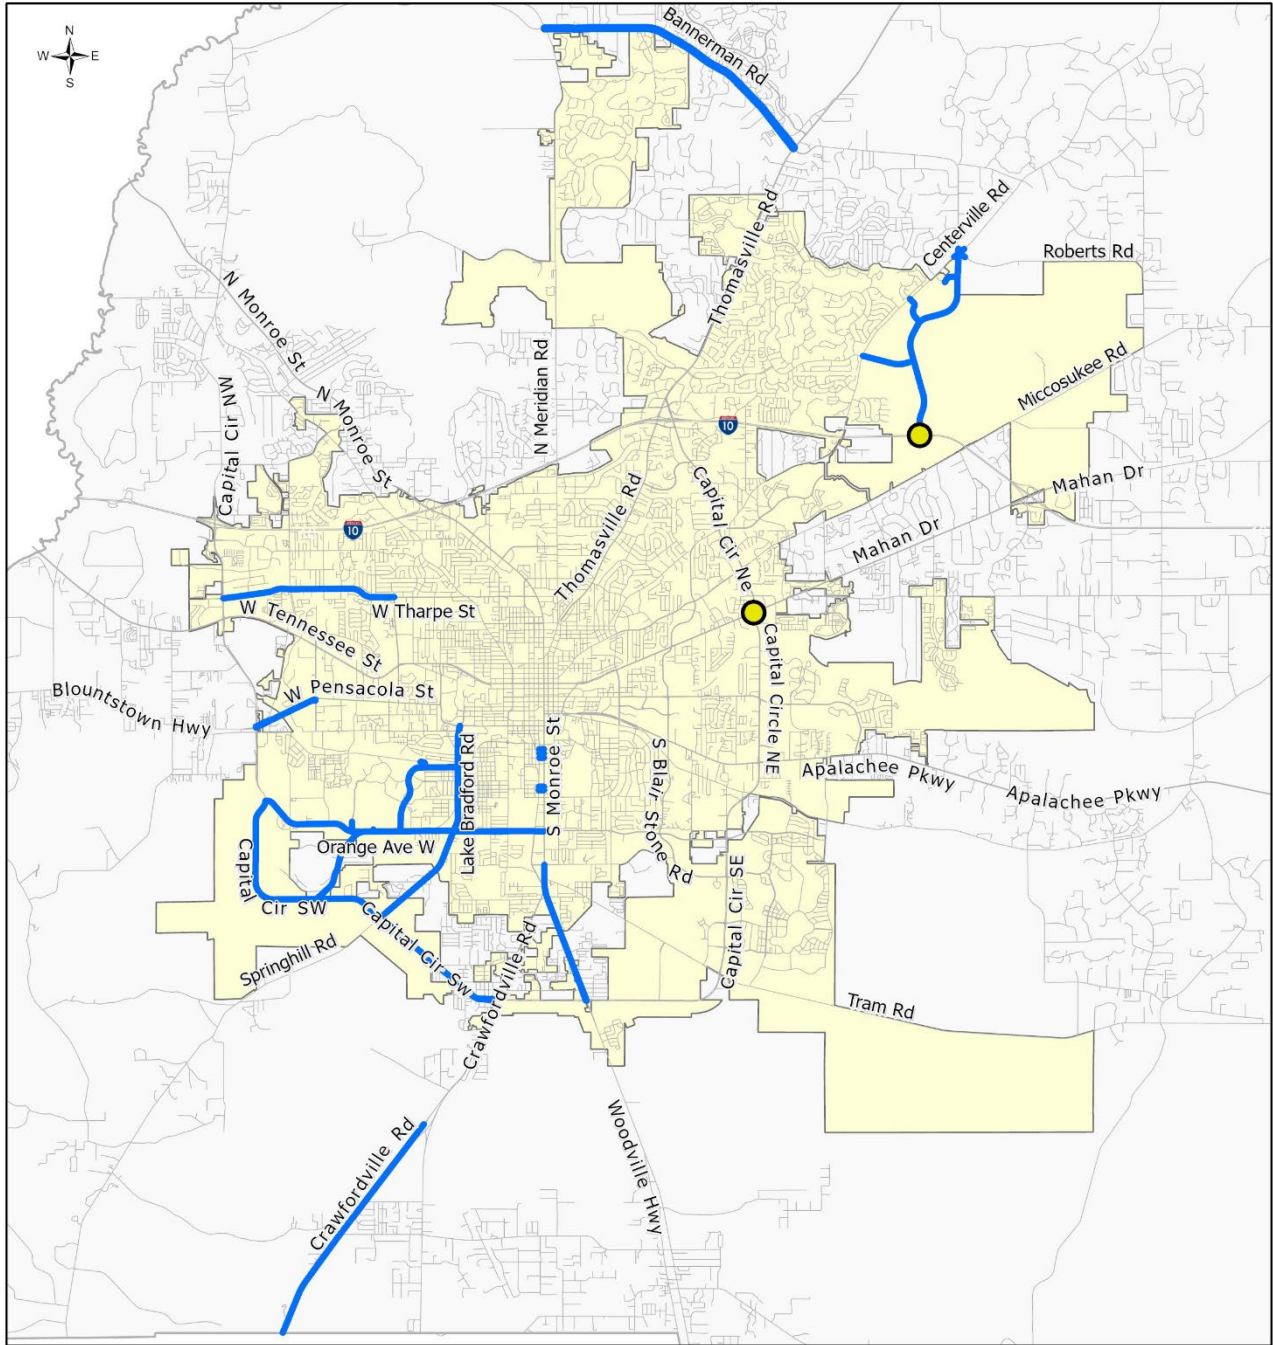 N
W E
S
Bannerman Rd
Centerville Rd
Roberts Rd
Thomasville Rd
N Monroe St
N Meridian Rd
Miccosukee Rd
Capital Cir NW
N Monroe St
10
Mahan Dr
Capital Cir Ne
Thomasville Rd
10
Mahan Dr
W Tharpe St
W Tennessee St
Capital Circle NE
W Pensacola St
Blountstown Hwy
S Monroe St
S Blair Stone Rd
Lake Bradford Rd
Apalachee Pkwy
Apalachee Pkwy
Orange Ave W
Capital
Cir SW
Capital Cir Sw
Capital Cir SE
Springhill Rd
Crawfordville Rd
Tram Rd
Woodville Hwy
Crawfordville Rd